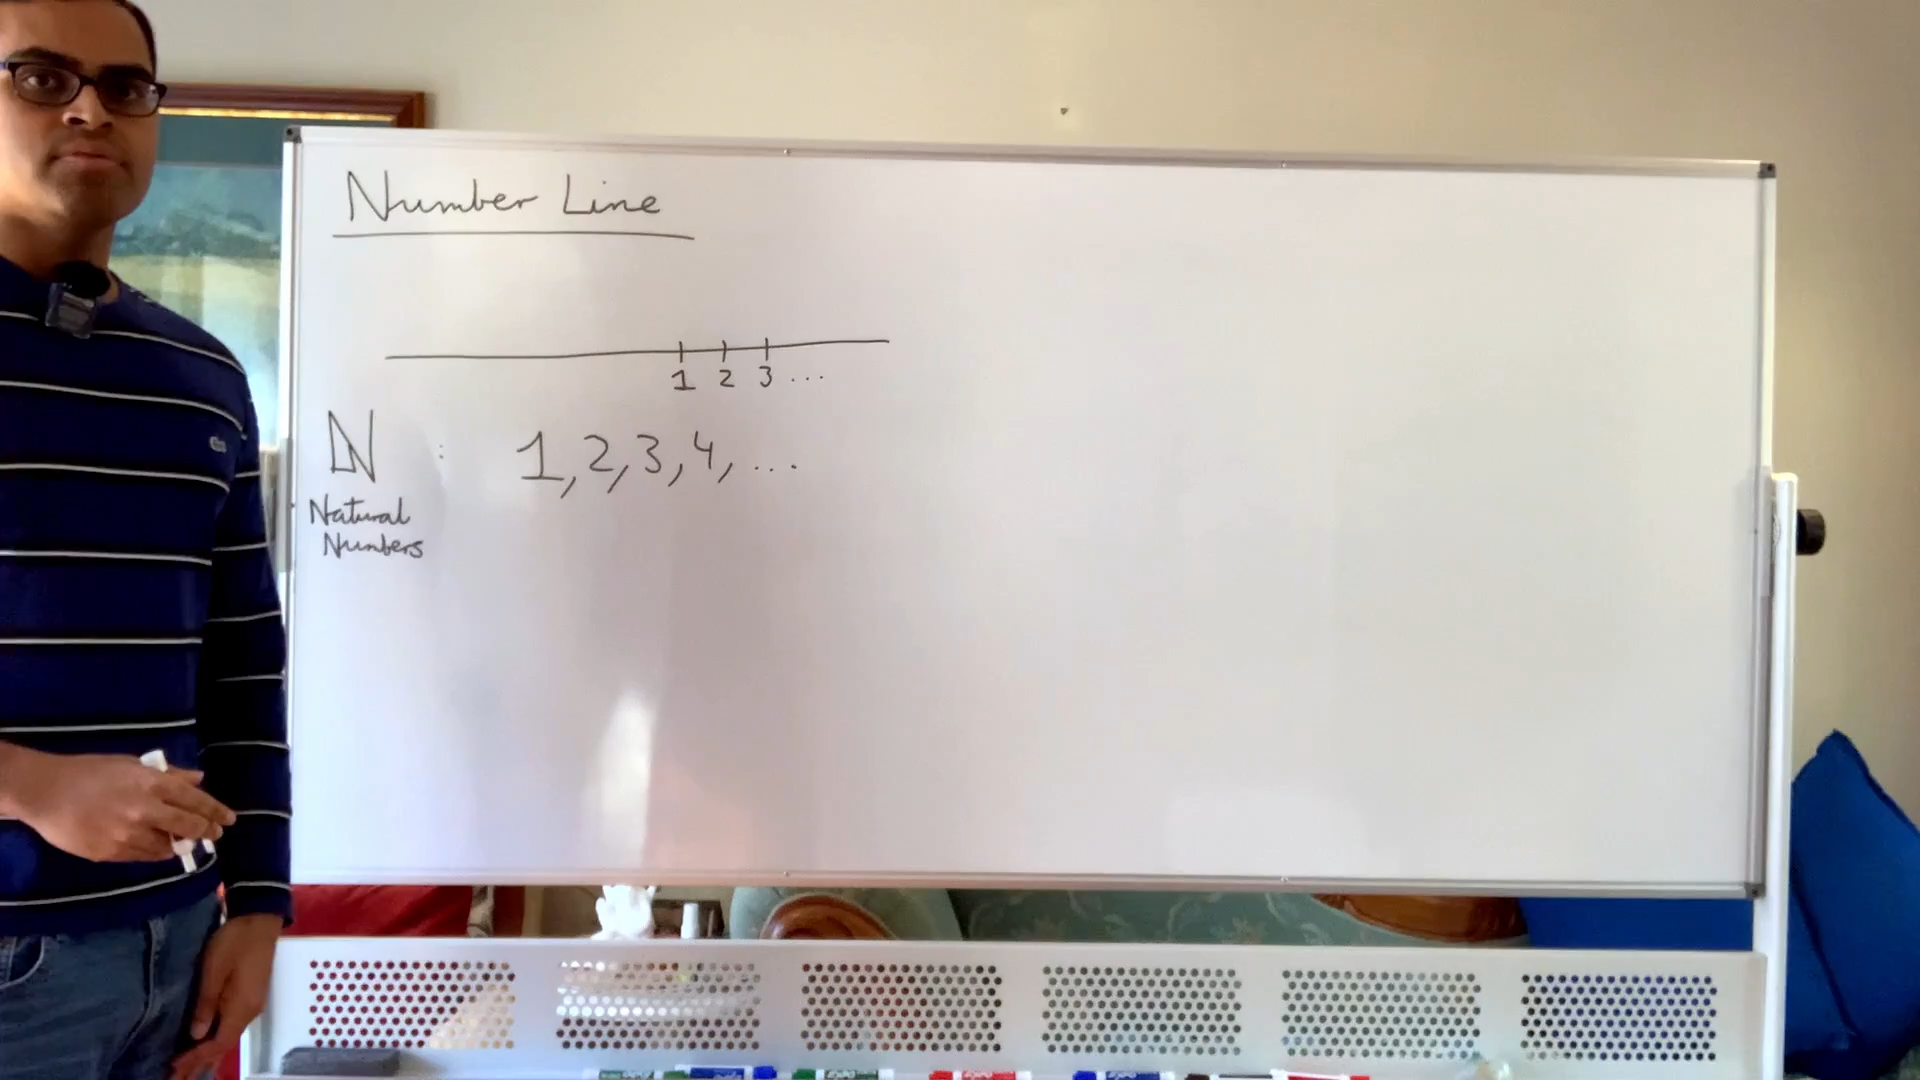 Number Line
1 2 3 ...
ℕ : 1, 2, 3, 4, ...
Natural
Numbers